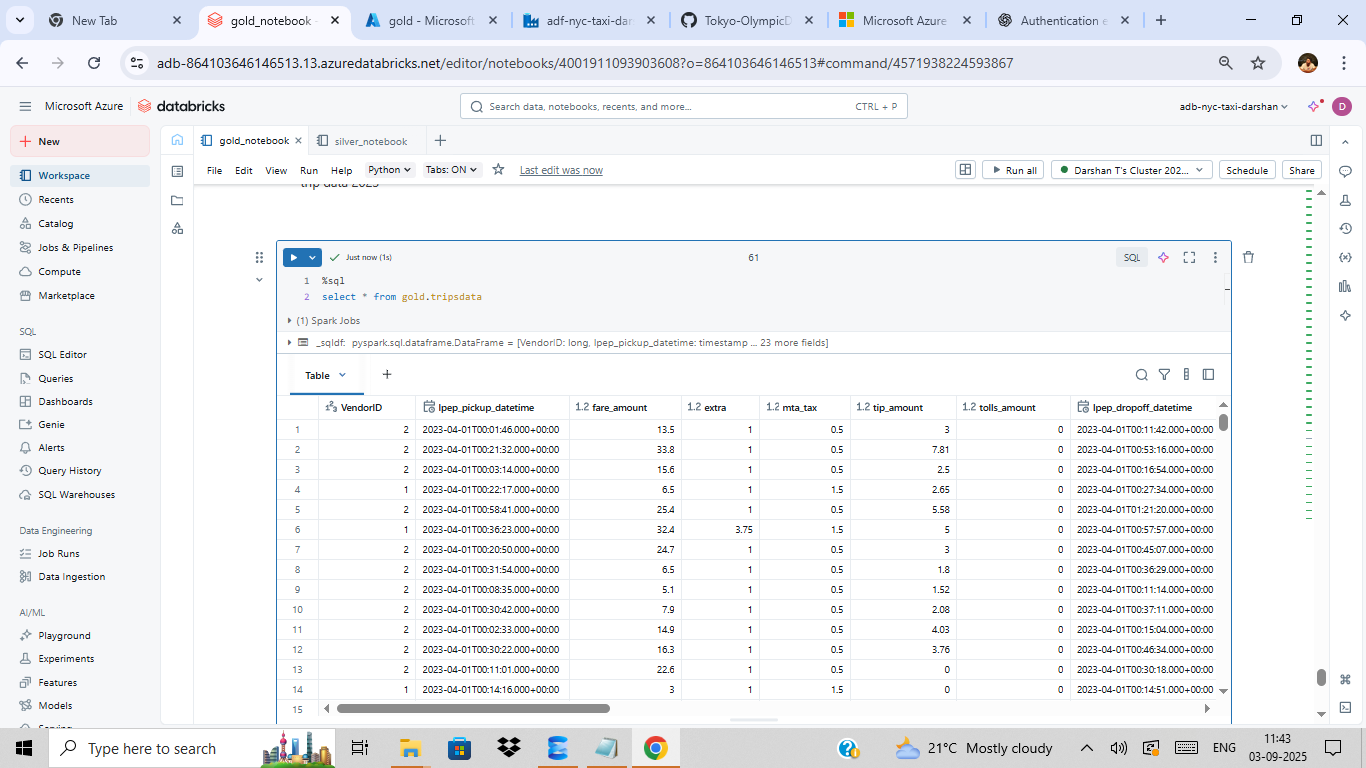 New Tab
gold_notebook -
gold - Microsoft
adf-nyc-taxi-dar
Tokyo-OlympicD
Microsoft Azure
Authentication e
adb-864103646146513.13.azuredatabricks.net/editor/notebooks/400191109390360​8?o=864103646146513#command/4571938224593867
Microsoft Azure
databricks
Search data, notebooks, recents, and more...
CTRL + P
adb-nyc-taxi-darshan
D
New
gold_notebook
silver_notebook
File Edit View Run Help Python Tabs: ON Last edit was now
Run all
Darshan T's Cluster 202...
Schedule
Share
Workspace
Recents
Catalog
Jobs & Pipelines
Compute
Marketplace
SQL
SQL Editor
Queries
Dashboards
Genie
Alerts
Query History
SQL Warehouses
Data Engineering
Job Runs
Data Ingestion
AI/ML
Playground
Experiments
Features
Models
Serving
trip data 2023
Just now (1s)
61
SQL
1 %sql
2 select * from gold.tripsdata
(1) Spark Jobs
_sqldf: pyspark.sql.dataframe.DataFrame = [VendorID: long, lpep_pickup_datetime: timestamp ... 23 more fields]
Table
VendorID 1.2 lpep_pickup_datetime 1.2 fare_amount 1.2 extra 1.2 mta_tax 1.2 tip_amount 1.2 tolls_amount lpep_dropoff_datetime
1 2 2023-04-01T00:01:46.000+00:00 13.5 1 0.5 3 0 2023-04-01T00:11:42.000+00:00
2 2 2023-04-01T00:21:32.000+00:00 33.8 1 0.5 7.81 0 2023-04-01T00:53:16.000+00:00
3 2 2023-04-01T00:03:14.000+00:00 15.6 1 0.5 2.5 0 2023-04-01T00:16:54.000+00:00
4 1 2023-04-01T00:22:17.000+00:00 6.5 1 1.5 2.65 0 2023-04-01T00:27:34.000+00:00
5 2 2023-04-01T00:58:41.000+00:00 25.4 1 0.5 5.58 0 2023-04-01T01:21:20.000+00:00
6 1 2023-04-01T00:36:23.000+00:00 32.4 3.75 1.5 5 0 2023-04-01T00:57:57.000+00:00
7 2 2023-04-01T00:20:50.000+00:00 24.7 1 0.5 3 0 2023-04-01T00:45:07.000+00:00
8 2 2023-04-01T00:31:54.000+00:00 6.5 1 0.5 1.8 0 2023-04-01T00:36:29.000+00:00
9 2 2023-04-01T00:08:35.000+00:00 5.1 1 0.5 1.52 0 2023-04-01T00:11:14.000+00:00
10 2 2023-04-01T00:30:42.000+00:00 7.9 1 0.5 2.08 0 2023-04-01T00:37:11.000+00:00
11 2 2023-04-01T00:02:33.000+00:00 14.9 1 0.5 4.03 0 2023-04-01T00:15:04.000+00:00
12 2 2023-04-01T00:30:22.000+00:00 16.3 1 0.5 3.76 0 2023-04-01T00:46:34.000+00:00
13 2 2023-04-01T00:11:01.000+00:00 22.6 1 0.5 0 0 2023-04-01T00:30:18.000+00:00
14 1 2023-04-01T00:14:16.000+00:00 3 1 1.5 0 0 2023-04-01T00:14:51.000+00:00
15
Type here to search
21°C Mostly cloudy
ENG
11:43
03-09-2025